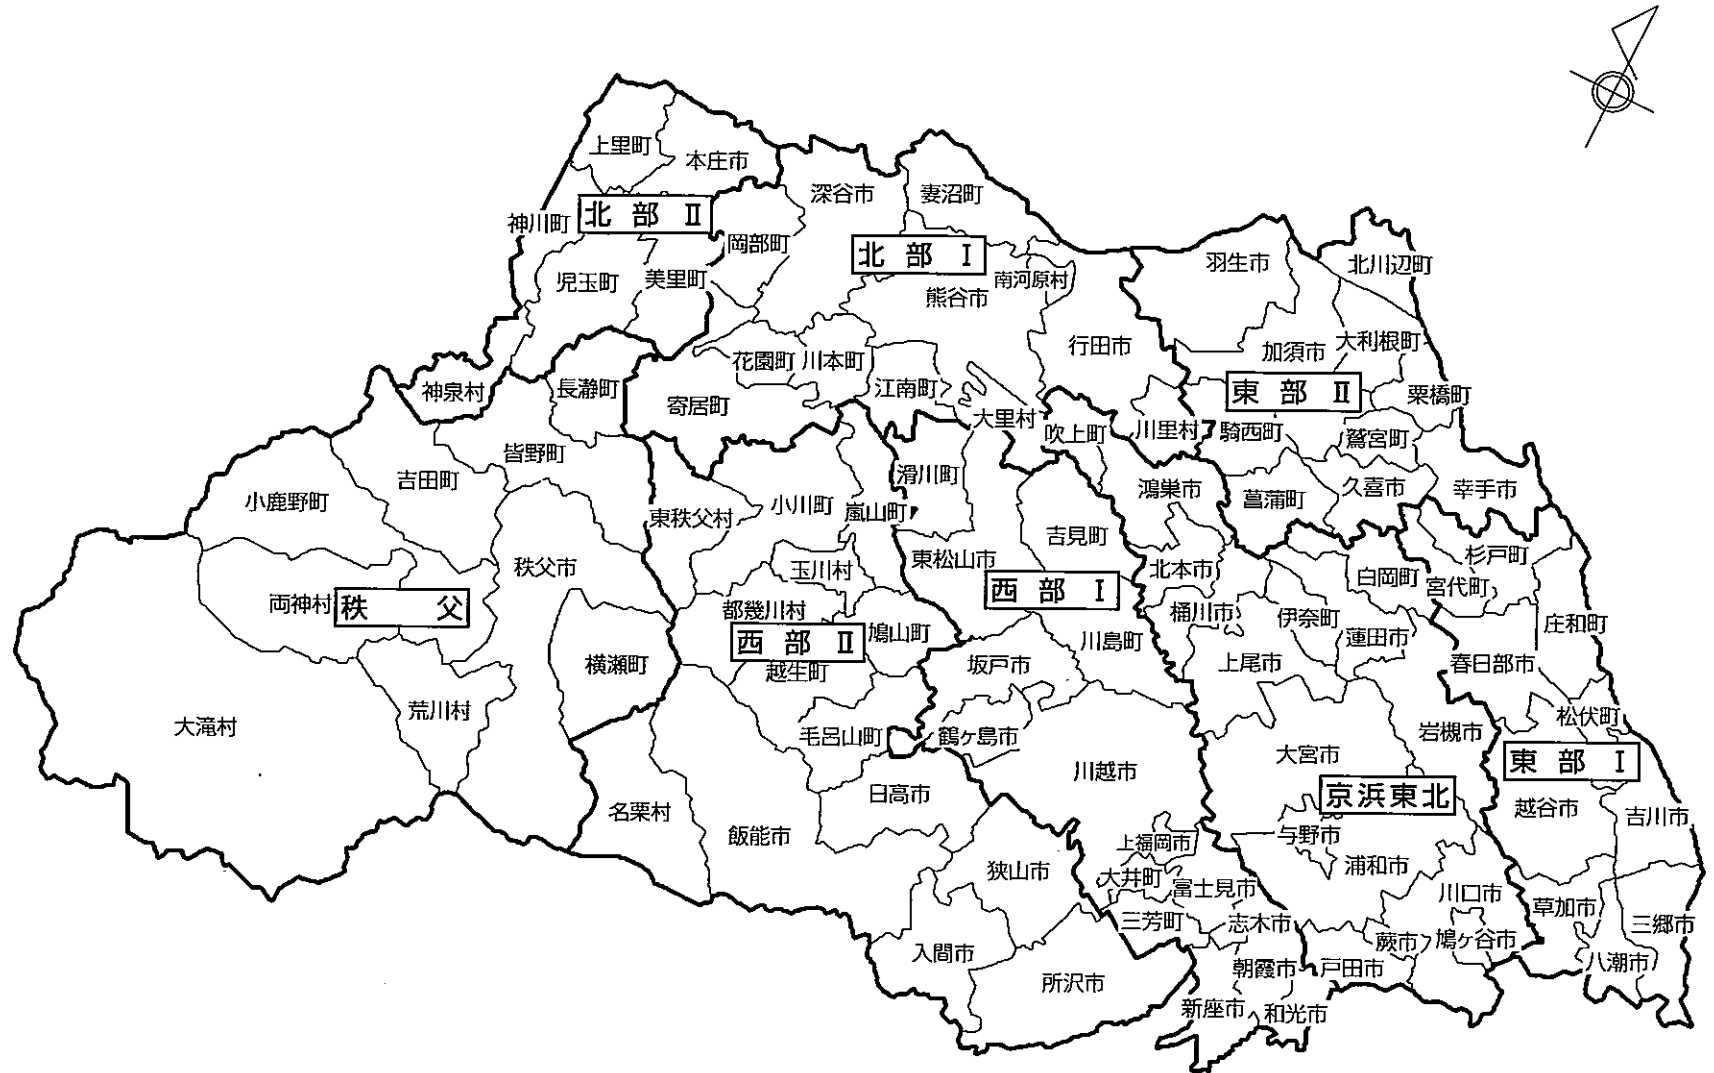 上里町
本庄市
北部Ⅱ
神川町
児玉町
美里町
岡部町
深谷市
妻沼町
北部Ⅰ
熊谷市
南河原村
行田市
羽生市
北川辺町
加須市
大利根町
東部Ⅱ
栗橋町
騎西町
鷲宮町
川里村
菖蒲町
久喜市
幸手市
神泉村
長瀞町
花園町
川本町
江南町
寄居町
大里村
吹上町
鴻巣市
皆野町
吉田町
小鹿野町
滑川町
小川町
嵐山町
東秩父村
吉見町
秩父市
東松山市
玉川村
両神村
秩父
都幾川村
西部Ⅰ
北本市
桶川市
伊奈町
白岡町
杉戸町
宮代町
蓮田市
庄和町
春日部市
西部Ⅱ
鳩山町
川島町
上尾市
坂戸市
横瀬町
越生町
荒川村
大滝村
毛呂山町
鶴ヶ島市
川越市
大宮市
岩槻市
松伏町
東部Ⅰ
京浜東北
越谷市
吉川市
名栗村
飯能市
日高市
与野市
浦和市
上福岡市
狭山市
大井町
富士見市
川口市
草加市
三郷市
三芳町
志木市
蕨市
鳩ヶ谷市
入間市
所沢市
朝霞市
戸田市
八潮市
新座市
和光市